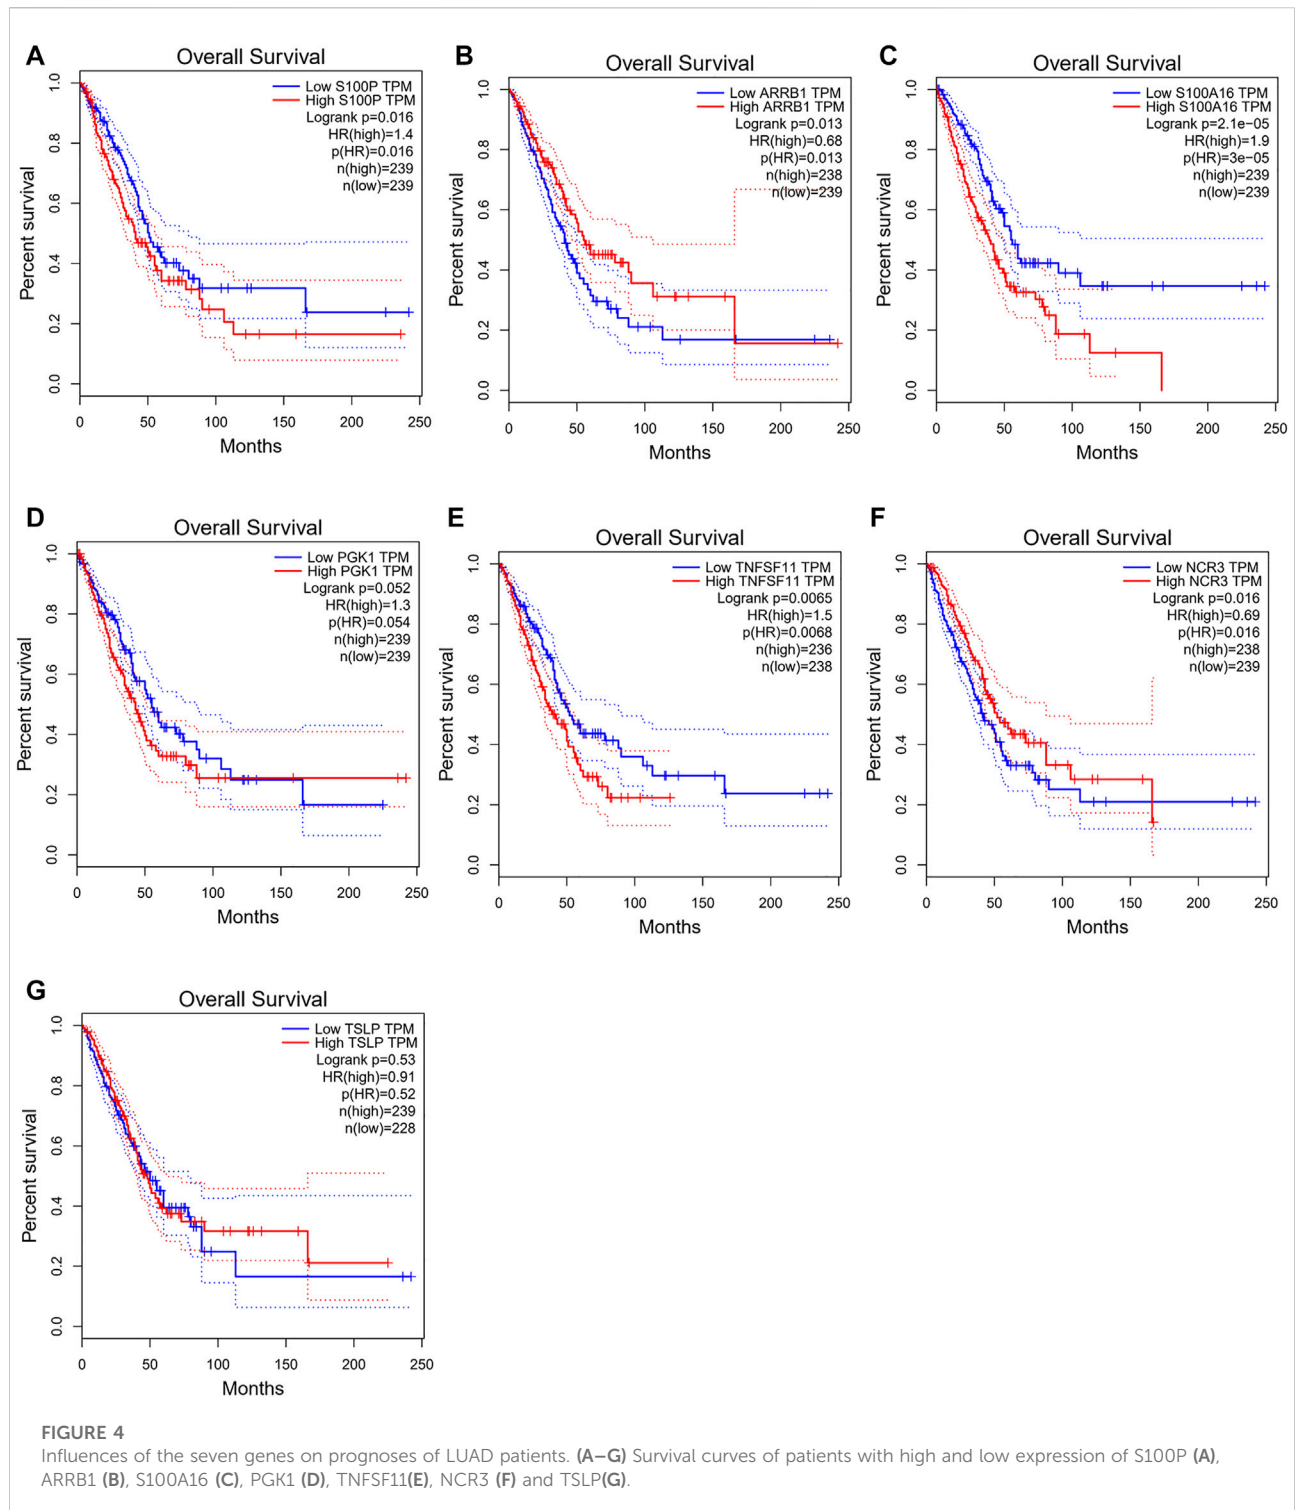 A
Overall Survival
Low S100P TPM
High S100P TPM
Logrank p=0.016
HR(high)=1.4
p(HR)=0.016
n(high)=239
n(low)=239
Percent survival
0.0 0.2 0.4 0.6 0.8 1.0
0 50 100 150 200 250
Months
B
Overall Survival
Low ARRB1 TPM
High ARRB1 TPM
Logrank p=0.013
HR(high)=0.68
p(HR)=0.013
n(high)=238
n(low)=239
Percent survival
0.0 0.2 0.4 0.6 0.8 1.0
0 50 100 150 200 250
Months
C
Overall Survival
Low S100A16 TPM
High S100A16 TPM
Logrank p=2.1e−05
HR(high)=1.9
p(HR)=3e−05
n(high)=239
n(low)=239
Percent survival
0.0 0.2 0.4 0.6 0.8 1.0
0 50 100 150 200 250
Months
D
Overall Survival
Low PGK1 TPM
High PGK1 TPM
Logrank p=0.052
HR(high)=1.3
p(HR)=0.054
n(high)=239
n(low)=239
Percent survival
0.0 0.2 0.4 0.6 0.8 1.0
0 50 100 150 200 250
Months
E
Overall Survival
Low TNFSF11 TPM
High TNFSF11 TPM
Logrank p=0.0065
HR(high)=1.5
p(HR)=0.0068
n(high)=236
n(low)=238
Percent survival
0.0 0.2 0.4 0.6 0.8 1.0
0 50 100 150 200 250
Months
F
Overall Survival
Low NCR3 TPM
High NCR3 TPM
Logrank p=0.016
HR(high)=0.69
p(HR)=0.016
n(high)=238
n(low)=239
Percent survival
0.0 0.2 0.4 0.6 0.8 1.0
0 50 100 150 200 250
Months
G
Overall Survival
Low TSLP TPM
High TSLP TPM
Logrank p=0.53
HR(high)=0.91
p(HR)=0.52
n(high)=239
n(low)=228
Percent survival
0.0 0.2 0.4 0.6 0.8 1.0
0 50 100 150 200 250
Months
FIGURE 4
Influences of the seven genes on prognoses of LUAD patients. (A–G) Survival curves of patients with high and low expression of S100P (A),
ARRB1 (B), S100A16 (C), PGK1 (D), TNFSF11(E), NCR3 (F) and TSLP(G).